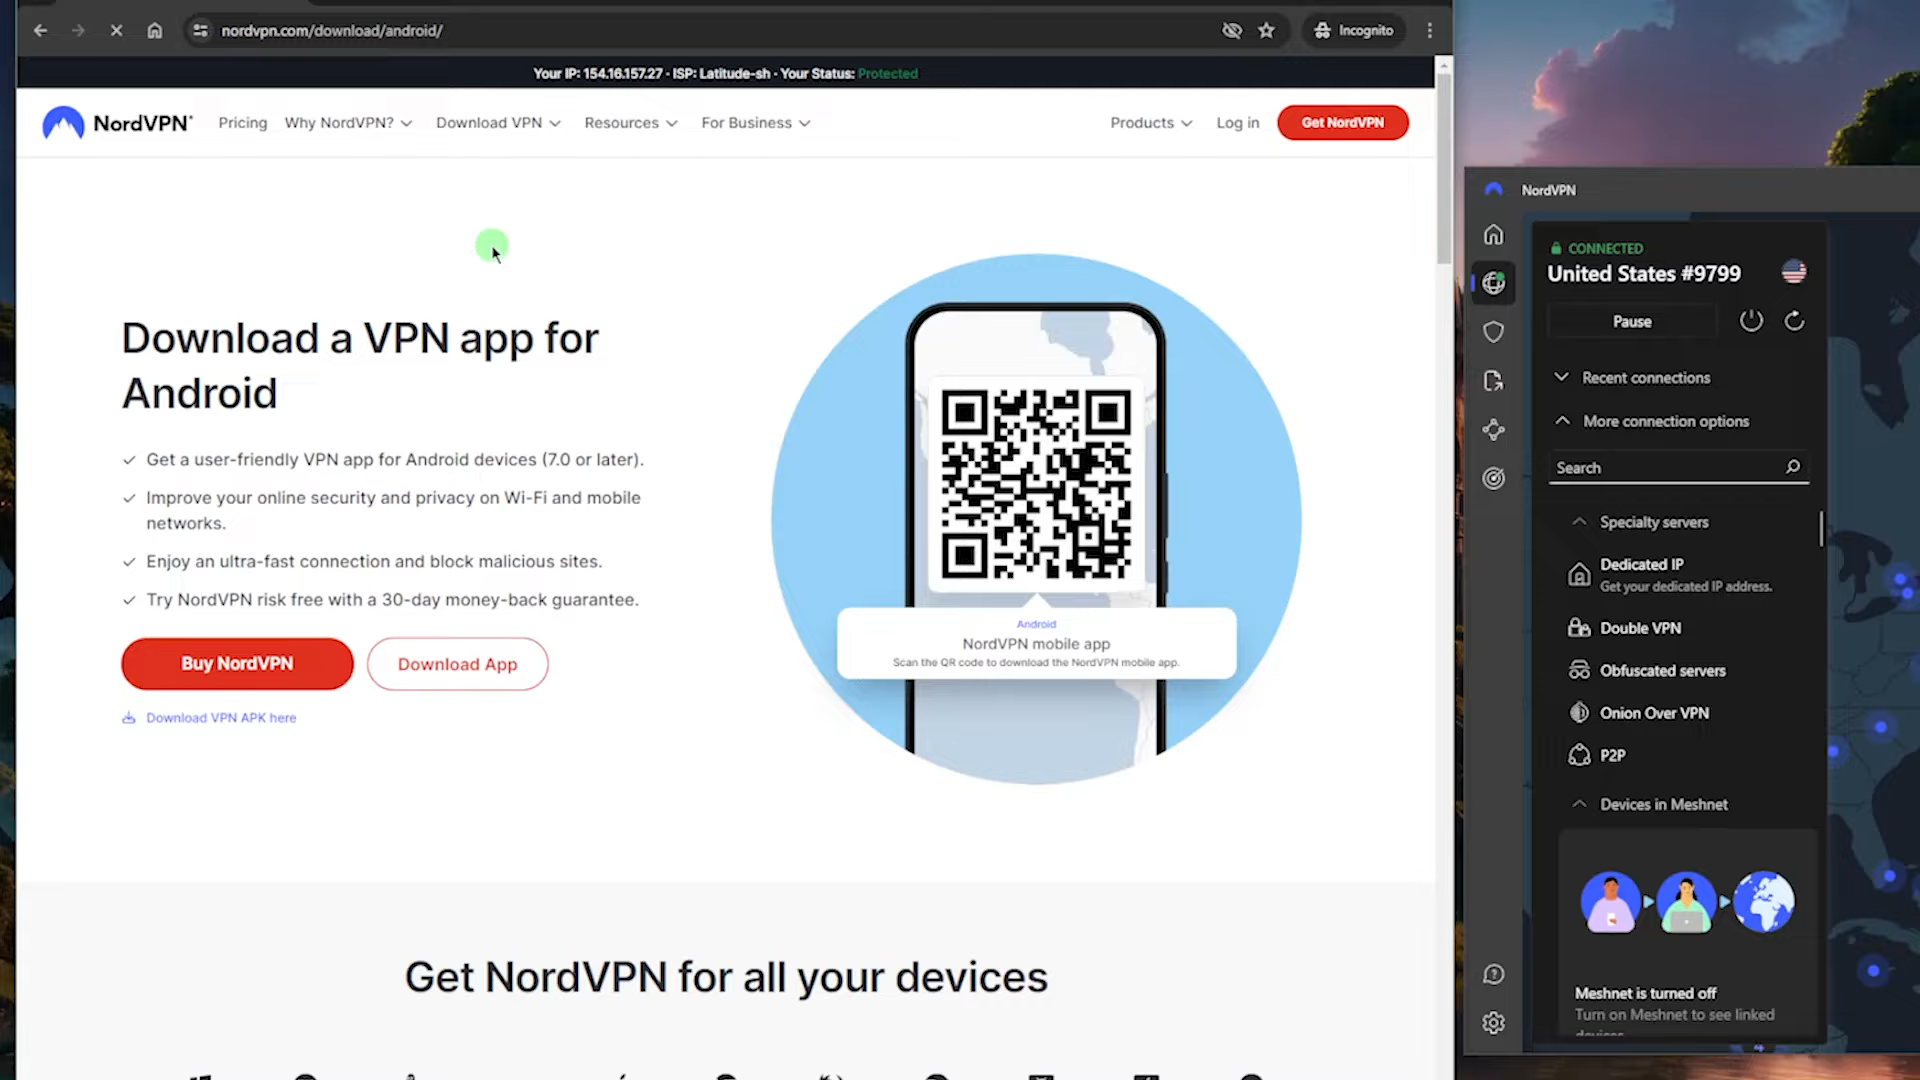 nordvpn.com/download/android/
Incognito
Your IP: 154.16.157.27 · ISP: Latitude-sh · Your Status: Protected
NordVPN®
Pricing
Why NordVPN?
Download VPN
Resources
For Business
Products
Log in
Get NordVPN
Download a VPN app for
Android
Get a user-friendly VPN app for Android devices (7.0 or later).
Improve your online security and privacy on Wi-Fi and mobile
networks.
Enjoy an ultra-fast connection and block malicious sites.
Try NordVPN risk free with a 30-day money-back guarantee.
Buy NordVPN
Download App
Download VPN APK here
Android
NordVPN mobile app
Scan the QR code to download the NordVPN mobile app.
Get NordVPN for all your devices
NordVPN
CONNECTED
United States #9799
Pause
Recent connections
More connection options
Search
Specialty servers
Dedicated IP
Get your dedicated IP address.
Double VPN
Obfuscated servers
Onion Over VPN
P2P
Devices in Meshnet
Meshnet is turned off
Turn on Meshnet to see linked
devices
4